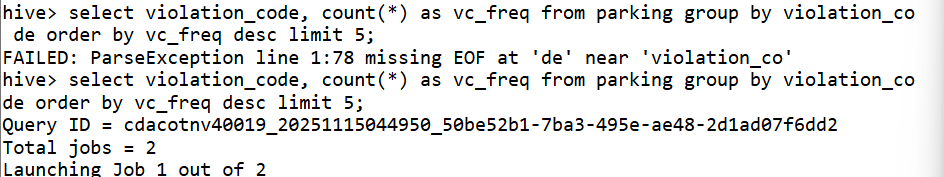 hive> select violation_code, count(*) as vc_freq from parking group by violation_co
 de order by vc_freq desc limit 5;
FAILED: ParseException line 1:78 missing EOF at 'de' near 'violation_co'
hive> select violation_code, count(*) as vc_freq from parking group by violation_co
de order by vc_freq desc limit 5;
Query ID = cdacotnv40019_20251115044950_50be52b1-7ba3-495e-ae48-2d1ad07f6dd2
Total jobs = 2
Launching Job 1 out of 2